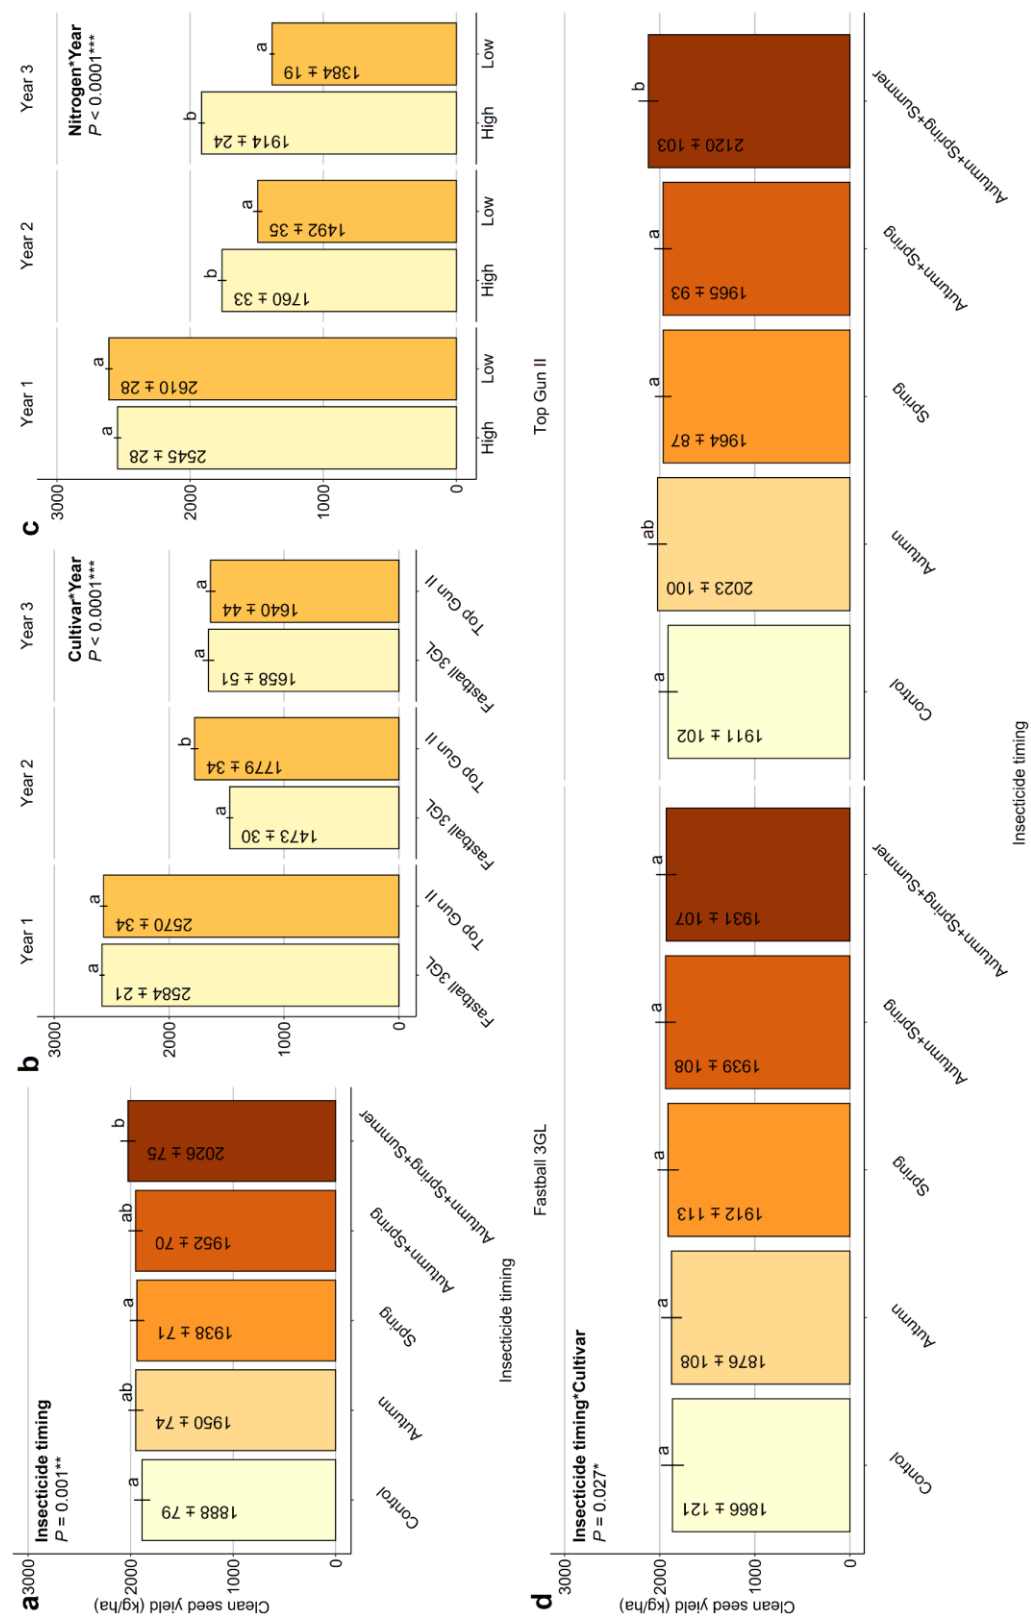 a
Insecticide timing
P = 0.001**
Clean seed yield (kg/ha)
3000
2000
1000
0
a
ab
a
ab
b
1888 ± 79
1950 ± 74
1938 ± 71
1952 ± 70
2026 ± 75
Control
Autumn
Spring
Autumn+Spring
Autumn+Spring+Summer
Insecticide timing
b
Year 1
Year 2
Year 3
Cultivar*Year
P < 0.0001***
3000
2000
1000
0
a
a
a
b
a
a
2584 ± 21
2570 ± 34
1473 ± 30
1779 ± 34
1658 ± 51
1640 ± 44
Fastball 3GL
Top Gun II
Fastball 3GL
Top Gun II
Fastball 3GL
Top Gun II
c
Year 1
Year 2
Year 3
Nitrogen*Year
P < 0.0001***
3000
2000
1000
0
a
a
b
a
b
a
2545 ± 28
2610 ± 28
1760 ± 33
1492 ± 35
1914 ± 24
1384 ± 19
High
Low
High
Low
High
Low
d
Fastball 3GL
Top Gun II
Insecticide timing*Cultivar
P = 0.027*
Clean seed yield (kg/ha)
3000
2000
1000
0
a
a
a
a
a
a
ab
a
a
b
1866 ± 121
1876 ± 108
1912 ± 113
1939 ± 108
1931 ± 107
1911 ± 102
2023 ± 100
1964 ± 87
1965 ± 93
2120 ± 103
Control
Autumn
Spring
Autumn+Spring
Autumn+Spring+Summer
Control
Autumn
Spring
Autumn+Spring
Autumn+Spring+Summer
Insecticide timing